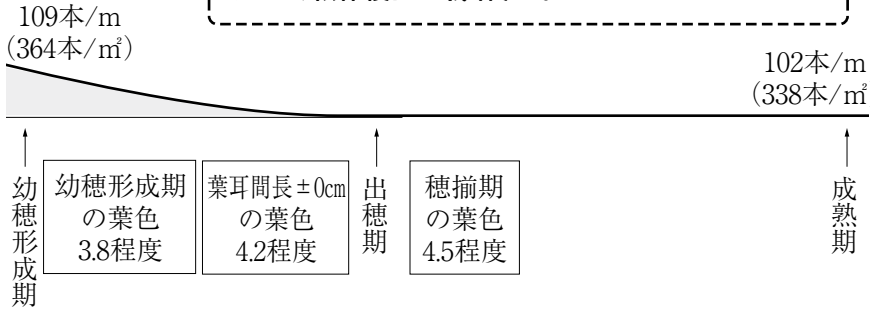 109本/m
(364本/㎡)
102本/m
(338本/㎡
幼穂形成期
幼穂形成期
の葉色
3.8程度
葉耳間長±0cm
の葉色
4.2程度
出穂期
穂揃期
の葉色
4.5程度
成熟期